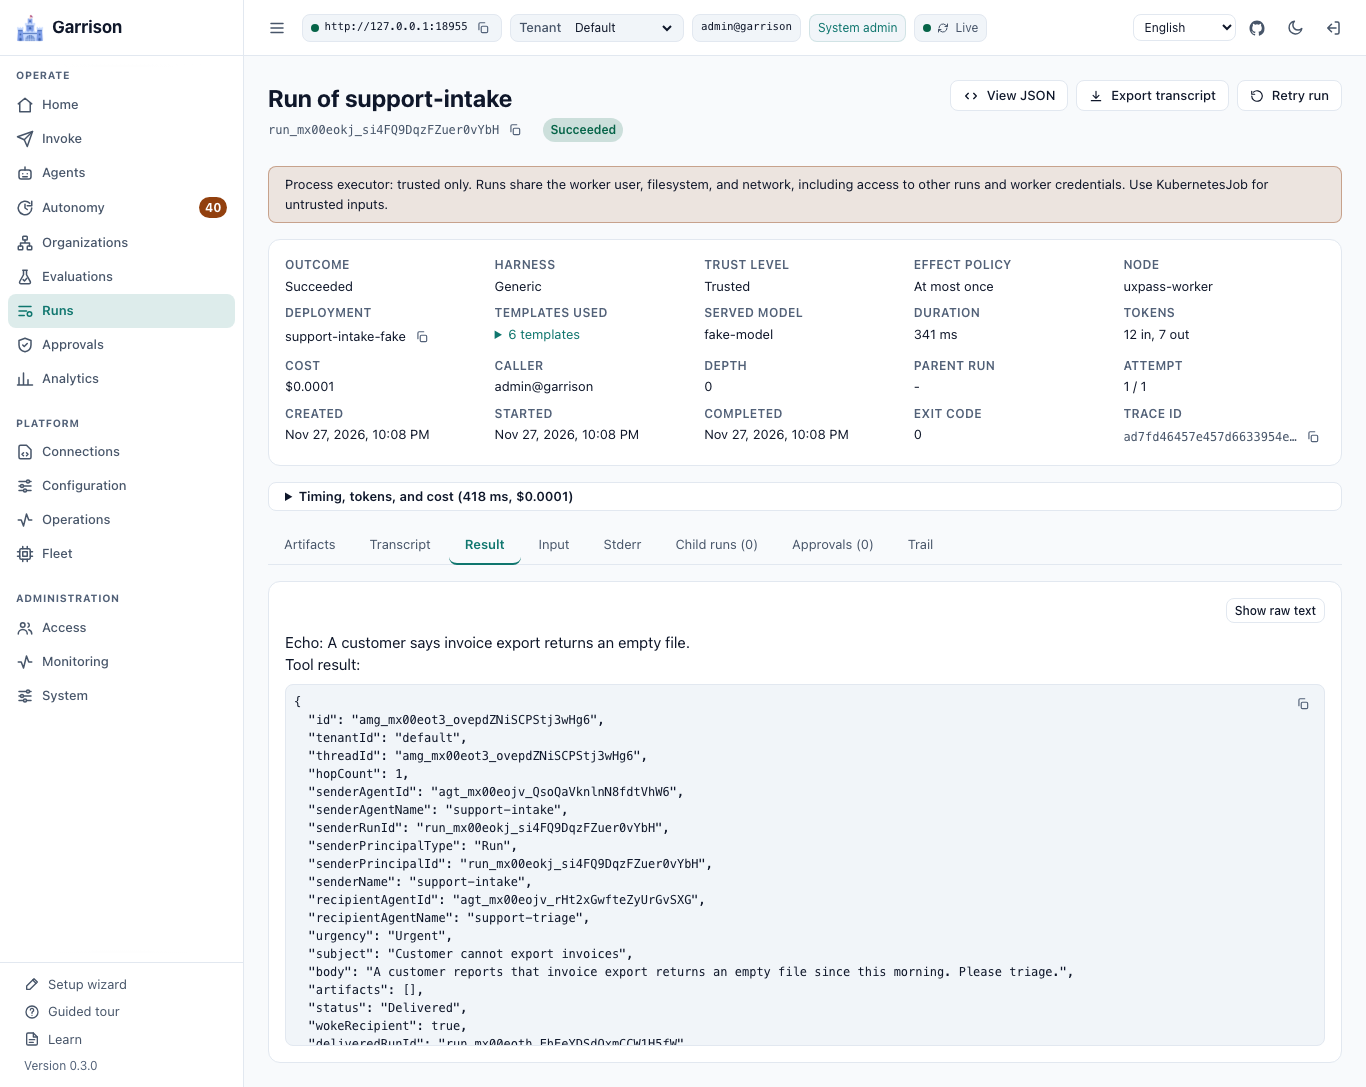 Garrison
http://127.0.0.1:18955
Tenant Default
admin@garrison
System admin
Live
English
OPERATE
Home
Invoke
Agents
Autonomy 40
Organizations
Evaluations
Runs
Approvals
Analytics
PLATFORM
Connections
Configuration
Operations
Fleet
ADMINISTRATION
Access
Monitoring
System
Setup wizard
Guided tour
Learn
Version 0.3.0
Run of support-intake
View JSON
Export transcript
Retry run
run_mx00eokj_si4FQ9DqzFZuer0vYbH
Succeeded
Process executor: trusted only. Runs share the worker user, filesystem, and network, including access to other runs and worker credentials. Use KubernetesJob for
untrusted inputs.
OUTCOME HARNESS TRUST LEVEL EFFECT POLICY NODE
Succeeded Generic Trusted At most once uxpass-worker
DEPLOYMENT TEMPLATES USED SERVED MODEL DURATION TOKENS
support-intake-fake 6 templates fake-model 341 ms 12 in, 7 out
COST CALLER DEPTH PARENT RUN ATTEMPT
$0.0001 admin@garrison 0 - 1 / 1
CREATED STARTED COMPLETED EXIT CODE TRACE ID
Nov 27, 2026, 10:08 PM Nov 27, 2026, 10:08 PM Nov 27, 2026, 10:08 PM 0 ad7fd46457e457d6633954e…
Timing, tokens, and cost (418 ms, $0.0001)
Artifacts Transcript Result Input Stderr Child runs (0) Approvals (0) Trail
Show raw text
Echo: A customer says invoice export returns an empty file.
Tool result:
{
"id": "amg_mx00eot3_ovepdZNiSCPStj3wHg6",
"tenantId": "default",
"threadId": "amg_mx00eot3_ovepdZNiSCPStj3wHg6",
"hopCount": 1,
"senderAgentId": "agt_mx00eojv_QsoQaVknlnN8fdtVhW6",
"senderAgentName": "support-intake",
"senderRunId": "run_mx00eokj_si4FQ9DqzFZuer0vYbH",
"senderPrincipalType": "Run",
"senderPrincipalId": "run_mx00eokj_si4FQ9DqzFZuer0vYbH",
"senderName": "support-intake",
"recipientAgentId": "agt_mx00eojv_rHt2xGwfteZyUrGvSXG",
"recipientAgentName": "support-triage",
"urgency": "Urgent",
"subject": "Customer cannot export invoices",
"body": "A customer reports that invoice export returns an empty file since this morning. Please triage.",
"artifacts": [],
"status": "Delivered",
"wokeRecipient": true,
"deliveredRunId":